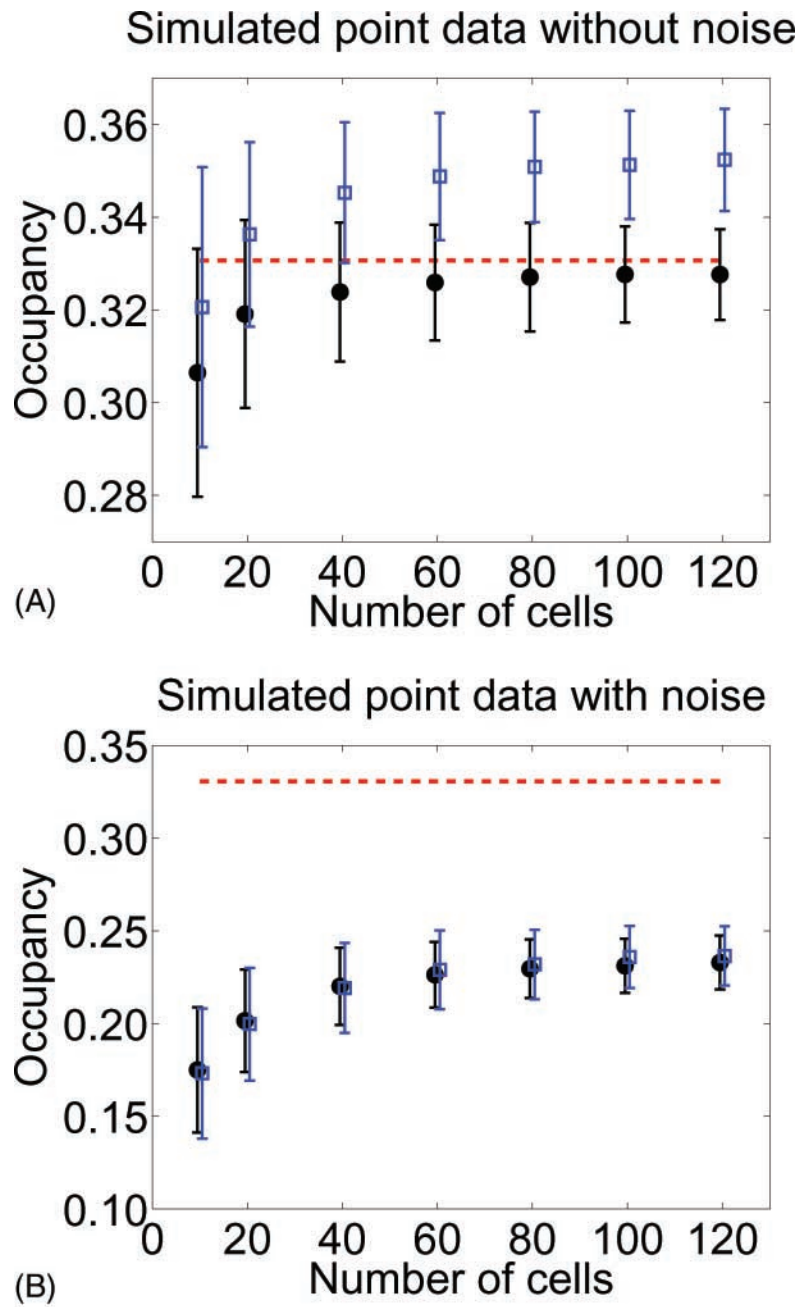 Simulated point data without noise
0.36
0.34
0.32
0.30
0.28
Occupancy
0 20 40 60 80 100 120
Number of cells
(A)
Simulated point data with noise
0.35
0.30
0.25
0.20
0.15
0.10
Occupancy
0 20 40 60 80 100 120
Number of cells
(B)